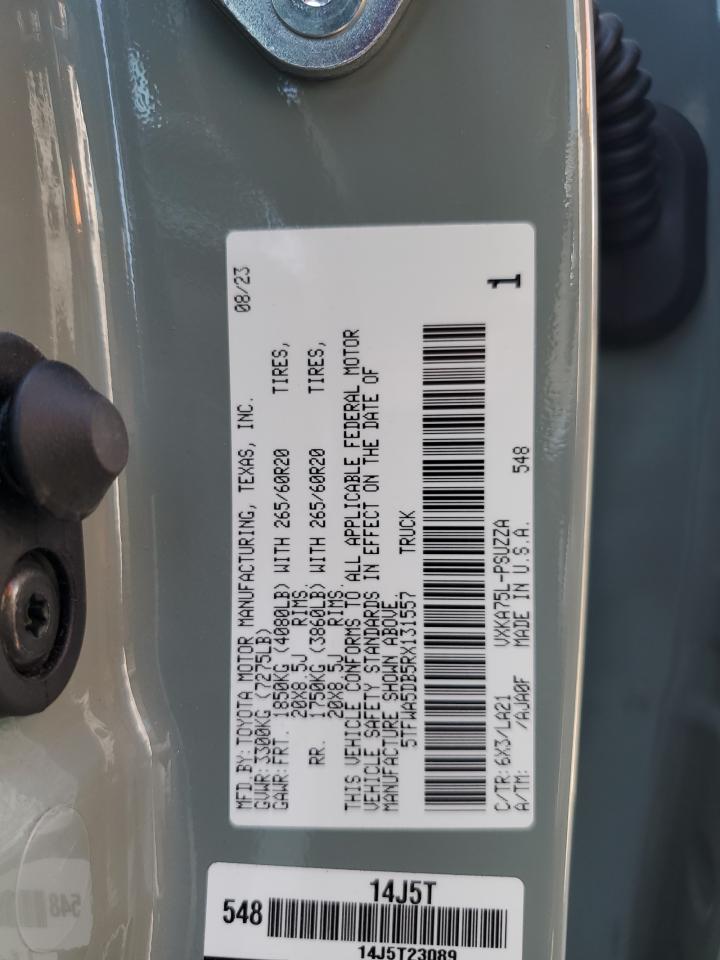 MFD.BY:TOYOTA MOTOR MANUFACTURING, TEXAS, INC. 08/23
GVWR:3300KG (7275LB)
GAWR:FRT. 1850KG (4080LB) WITH 265/60R20 TIRES,
20X8.5J RIMS.
RR. 1750KG (3860LB) WITH 265/60R20 TIRES,
20X8.5J RIMS.
THIS VEHICLE CONFORMS TO ALL APPLICABLE FEDERAL MOTOR
VEHICLE SAFETY STANDARDS IN EFFECT ON THE DATE OF
MANUFACTURE SHOWN ABOVE
5TFWA5DB5RX131557 TRUCK
1
C/TR:6X3/LA21 VXKA75L-PSUZZA
A/TM: /AJA0F MADE IN U.S.A. 548
14J5T
548
14J5T23089
548